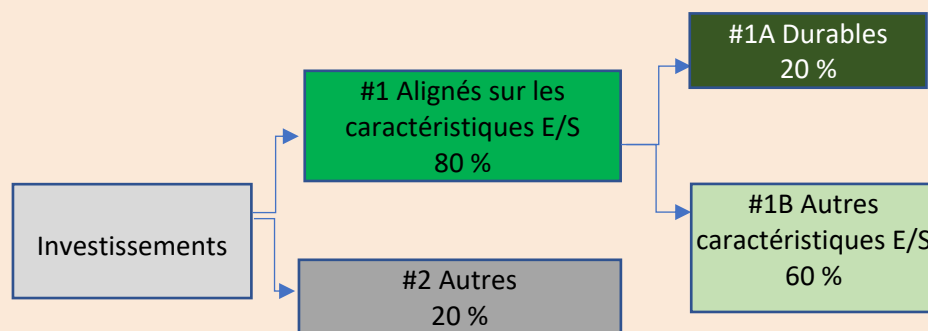 #1A Durables
20 %
#1 Alignés sur les
caractéristiques E/S
80 %
#1B Autres
caractéristiques E/S
60 %
Investissements
#2 Autres
20 %